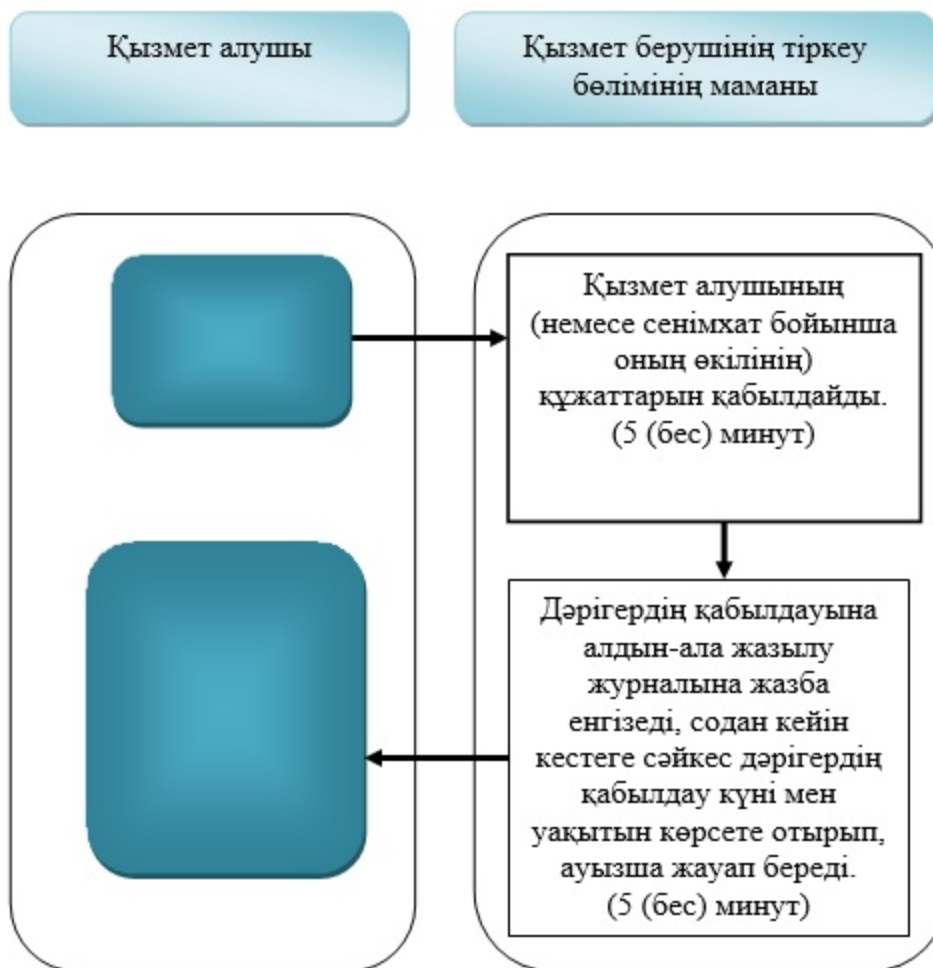 Қызмет алушы
Қызмет берушінің тіркеу
бөлімінің маманы
Қызмет алушының
(немесе сенімхат бойынша
оның өкілінің)
құжаттарын қабылдайды.
(5 (бес) минут)
Дәрігердің қабылдауына
алдын-ала жазылу
журналына жазба
енгізеді, содан кейін
кестеге сәйкес дәрігердің
қабылдау күні мен
уақытын көрсете отырып,
ауызша жауап береді.
(5 (бес) минут)